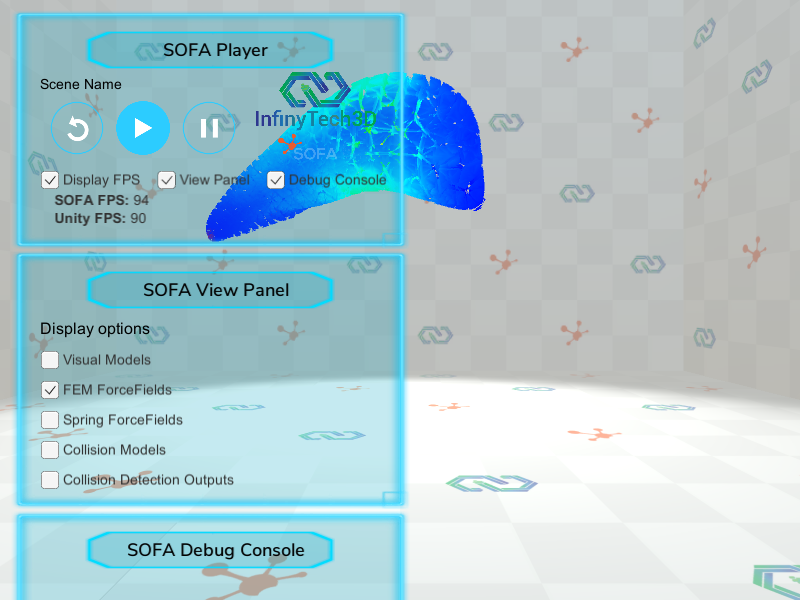 SOFA Player
Scene Name
InfinyTech3D
SOFA
Display FPS View Panel Debug Console
SOFA FPS: 94
Unity FPS: 90
SOFA View Panel
Display options
Visual Models
FEM ForceFields
Spring ForceFields
Collision Models
Collision Detection Outputs
SOFA Debug Console